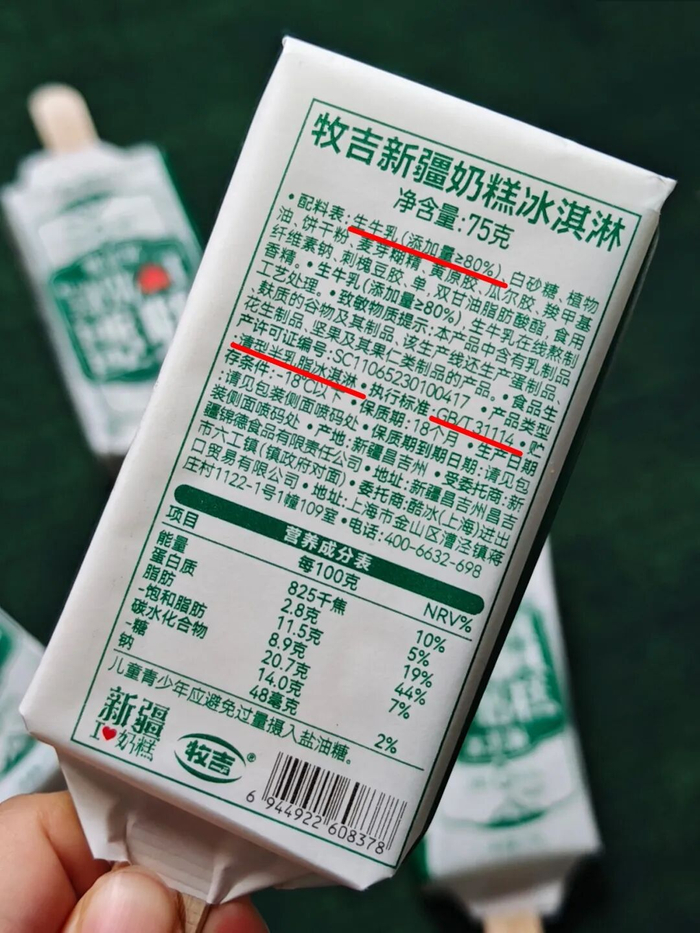 牧吉新疆奶糕冰淇淋
净含量:75克
•配料表:生牛乳(添加量≥80%)、白砂糖、植物
油、饼干粉、麦芽糊精、黄原胶、瓜尔胶、羧甲基
纤维素钠、刺槐豆胶、单,双甘油脂肪酸酯、食用
香精。•生牛乳(添加量≥80%),生牛乳在线熬制
工艺处理。•致敏物质提示:本产品中含有乳制品
麸质的谷物及其制品,该生产线还生产蛋制品、
花生制品、坚果及其果仁类制品的产品。•食品生
产许可证编号:SC11065230100417 •产品类型
:清型半乳脂冰淇淋 •执行标准:GB/T 31114 •贮
存条件:-18℃以下 •保质期:18个月 •生产日期
:请见包装侧面喷码处•保质期到期日期:请见包
装侧面喷码处 •产地:新疆昌吉州 •受委托商:新
疆锦德食品有限责任公司 •地址:新疆昌吉州昌吉
市六工镇(镇政府对面) •委托商:酷冰(上海)进出
口贸易有限公司•地址:上海市金山区漕泾镇蒋
庄村1122-1号1幢109室•电话:400-6632-698
营养成分表
项目 每100克 NRV%
能量 825千焦 10%
蛋白质 2.8克 5%
脂肪 11.5克 19%
-饱和脂肪 8.9克 44%
碳水化合物 20.7克 7%
-糖 14.0克
钠 48毫克 2%
儿童青少年应避免过量摄入盐油糖。
新疆
I奶糕
牧吉®
6 944922 608378